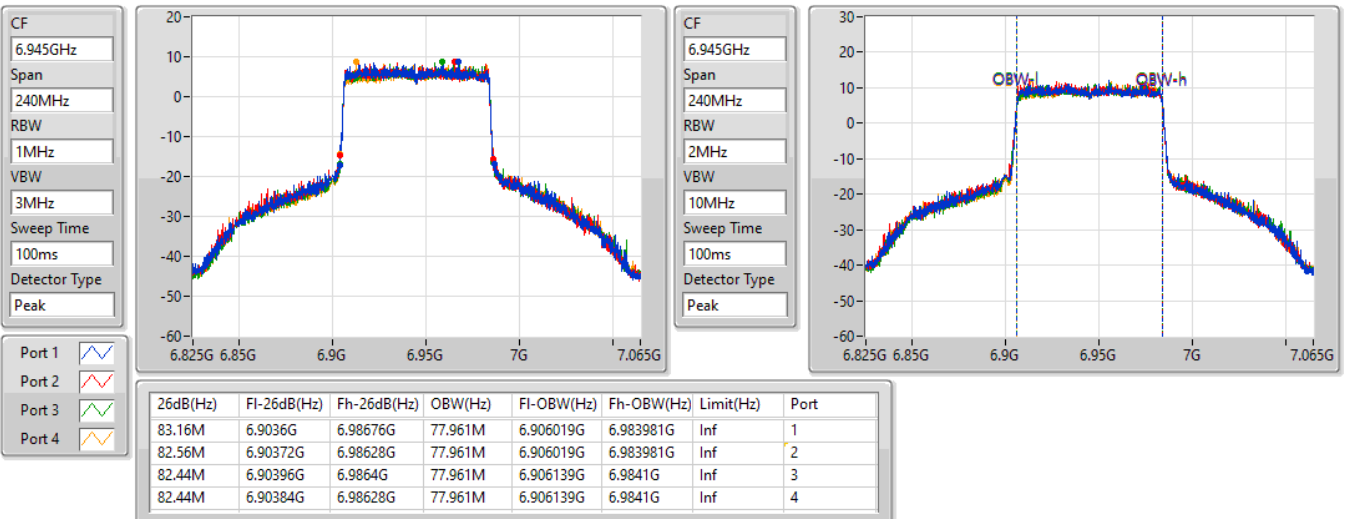 CF
6.945GHz
Span
240MHz
RBW
1MHz
VBW
3MHz
Sweep Time
100ms
Detector Type
Peak
20
10
0
-10
-20
-30
-40
-50
-60
6.825G 6.85G 6.9G 6.95G 7G 7.065G
CF
6.945GHz
Span
240MHz
RBW
2MHz
VBW
10MHz
Sweep Time
100ms
Detector Type
Peak
30
20
10
0
-10
-20
-30
-40
-50
-60
OBW-l OBW-h
6.825G 6.85G 6.9G 6.95G 7G 7.065G
Port 1
Port 2
Port 3
Port 4
26dB(Hz) Fl-26dB(Hz) Fh-26dB(Hz) OBW(Hz) Fl-OBW(Hz) Fh-OBW(Hz) Limit(Hz) Port
83.16M 6.9036G 6.98676G 77.961M 6.906019G 6.983981G Inf 1
82.56M 6.90372G 6.98628G 77.961M 6.906019G 6.983981G Inf 2
82.44M 6.90396G 6.9864G 77.961M 6.906139G 6.9841G Inf 3
82.44M 6.90384G 6.98628G 77.961M 6.906139G 6.9841G Inf 4